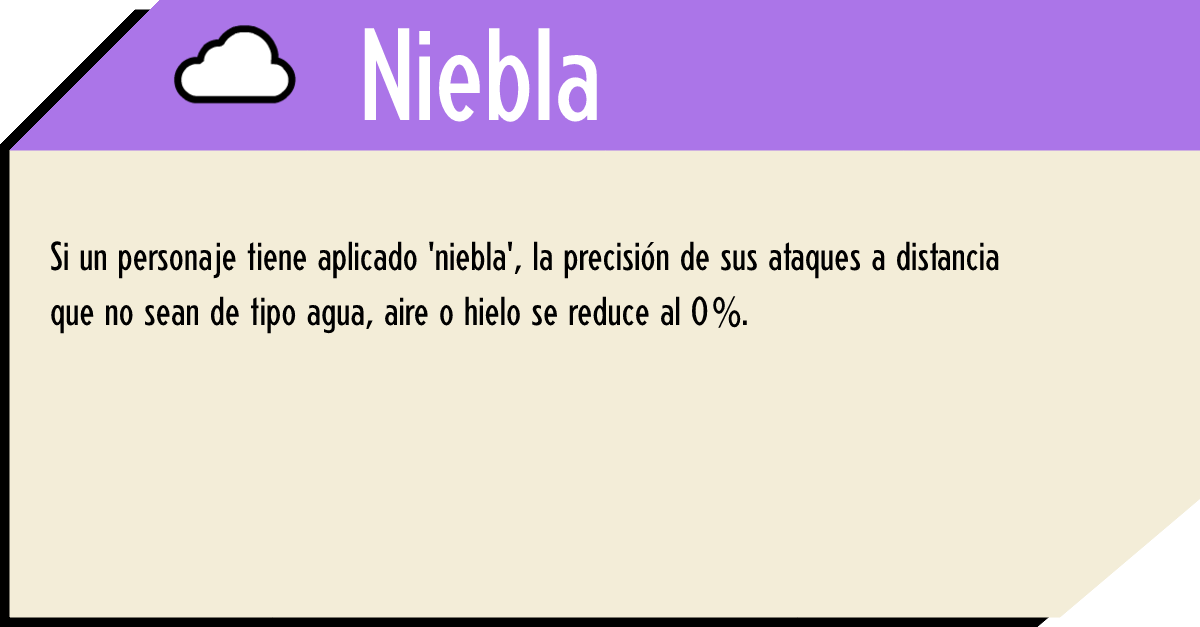 Niebla
Si un personaje tiene aplicado 'niebla', la precisión de sus ataques a distancia
que no sean de tipo agua, aire o hielo se reduce al 0%.